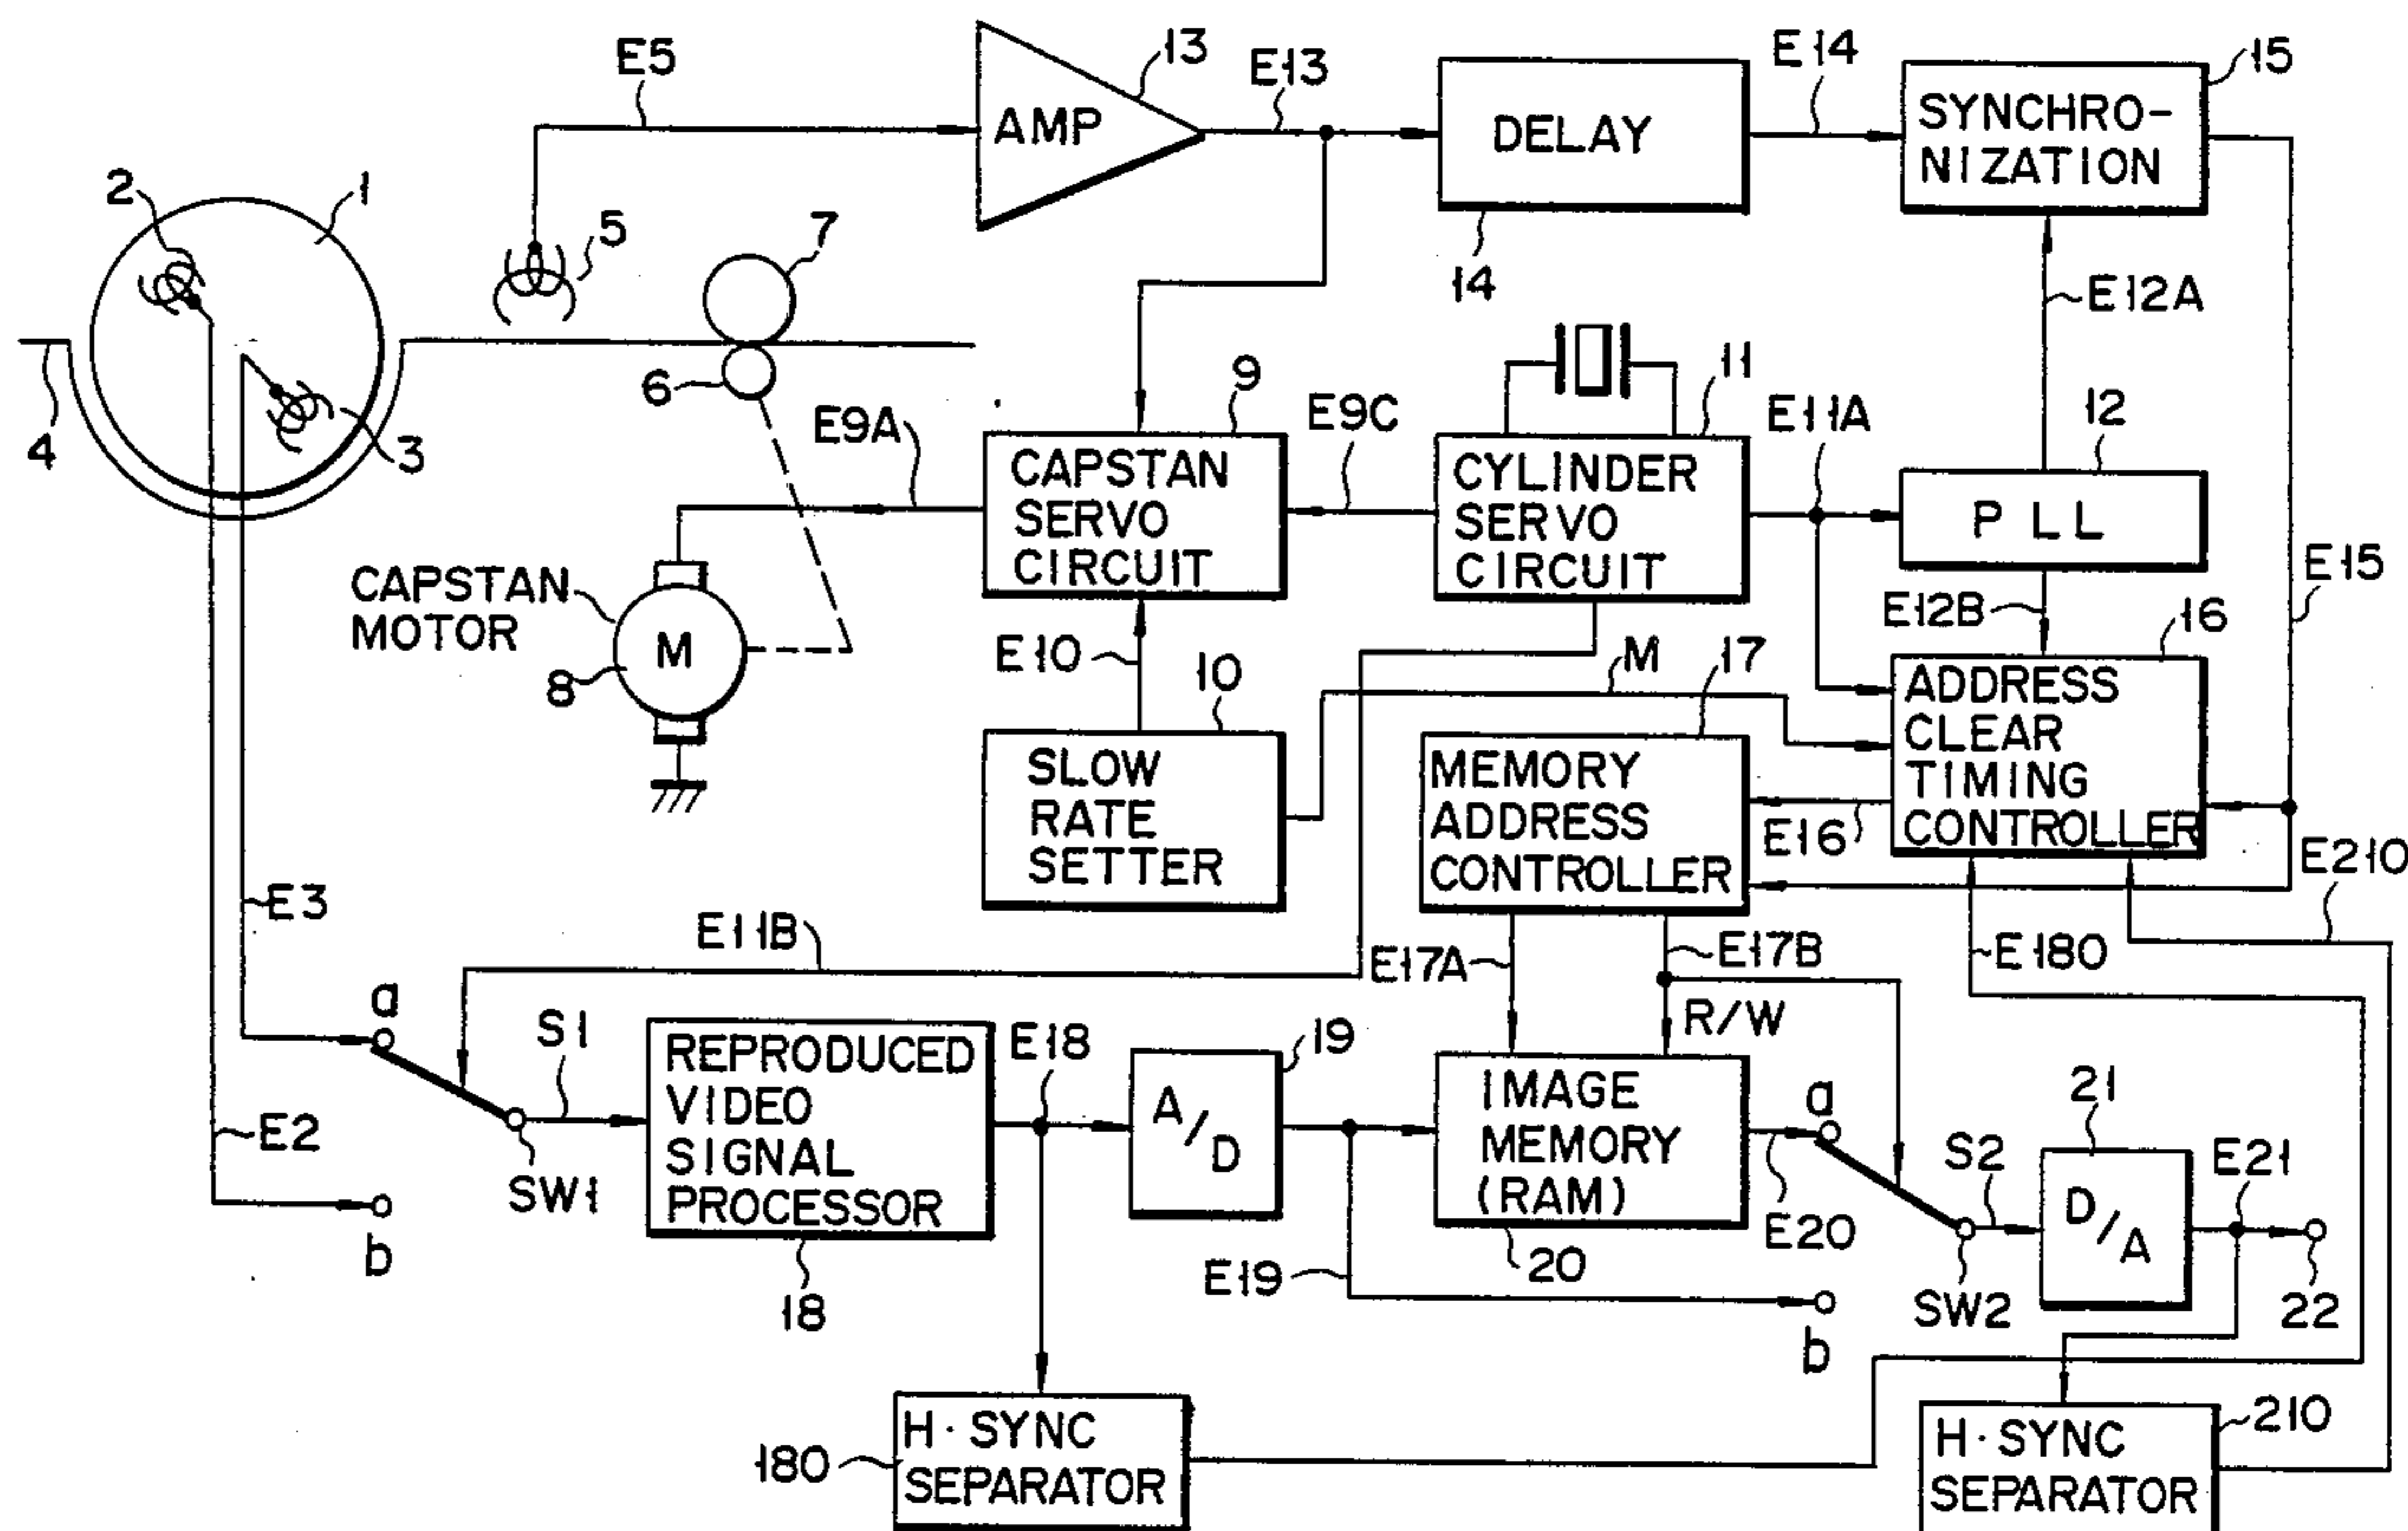 E5
13
E13
E14
15
AMP
DELAY
SYNCHRO-
NIZATION
2
1
5
7
14
E12A
4
3
6
E9A
9
E9C
11
E11A
12
CAPSTAN
SERVO
CIRCUIT
CYLINDER
SERVO
CIRCUIT
PLL
CAPSTAN
MOTOR
M
8
E10
10
M
17
E12B
16
E15
SLOW
RATE
SETTER
MEMORY
ADDRESS
CONTROLLER
ADDRESS
CLEAR
TIMING
CONTROLLER
E16
E210
E3
E11B
E17A
E17B
E180
R/W
a
S1
E18
19
E2
SW1
b
REPRODUCED
VIDEO
SIGNAL
PROCESSOR
18
A/D
IMAGE
MEMORY
(RAM)
20
E19
a
E20
S2
21
E21
D/A
SW2
22
b
180
H·SYNC
SEPARATOR
210
H·SYNC
SEPARATOR